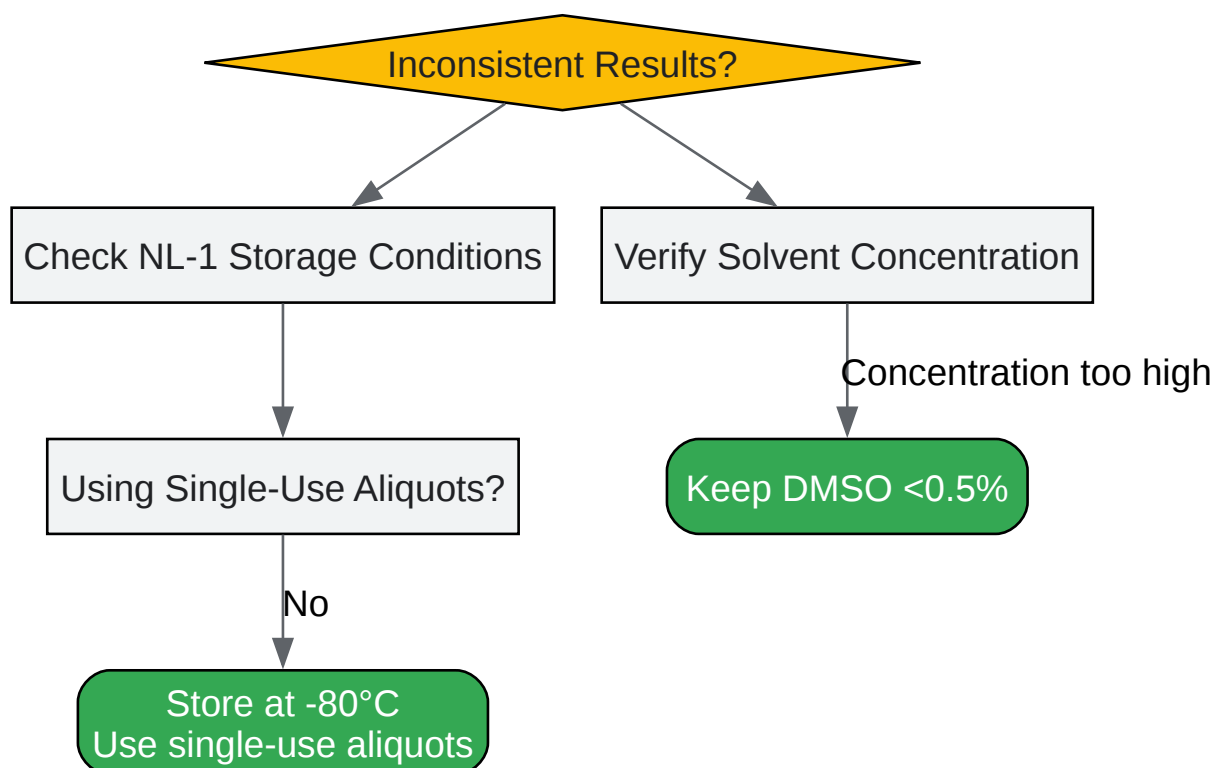 Inconsistent Results?
Check NL-1 Storage Conditions
Verify Solvent Concentration
Concentration too high
Using Single-Use Aliquots?
Keep DMSO <0.5%
No
Store at -80°C
Use single-use aliquots